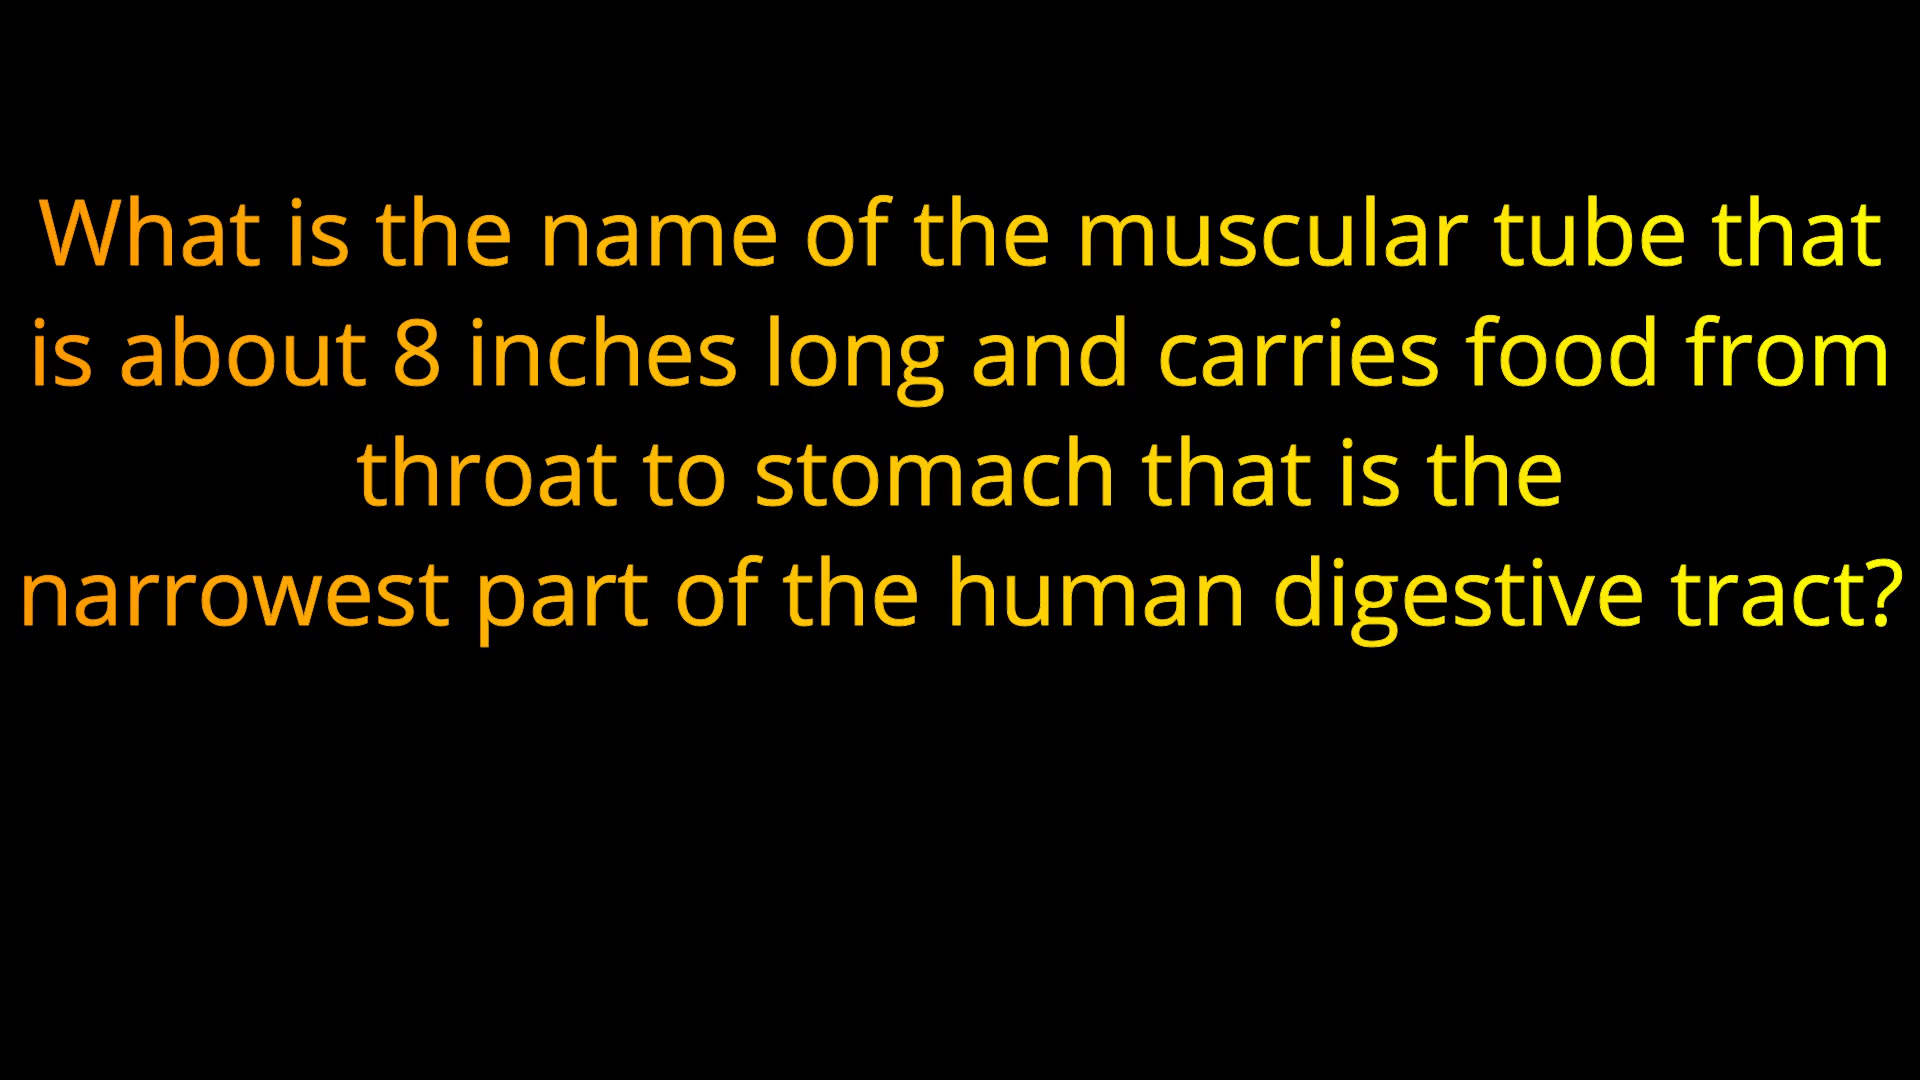 What is the name of the muscular tube that
is about 8 inches long and carries food from
throat to stomach that is the
narrowest part of the human digestive tract?